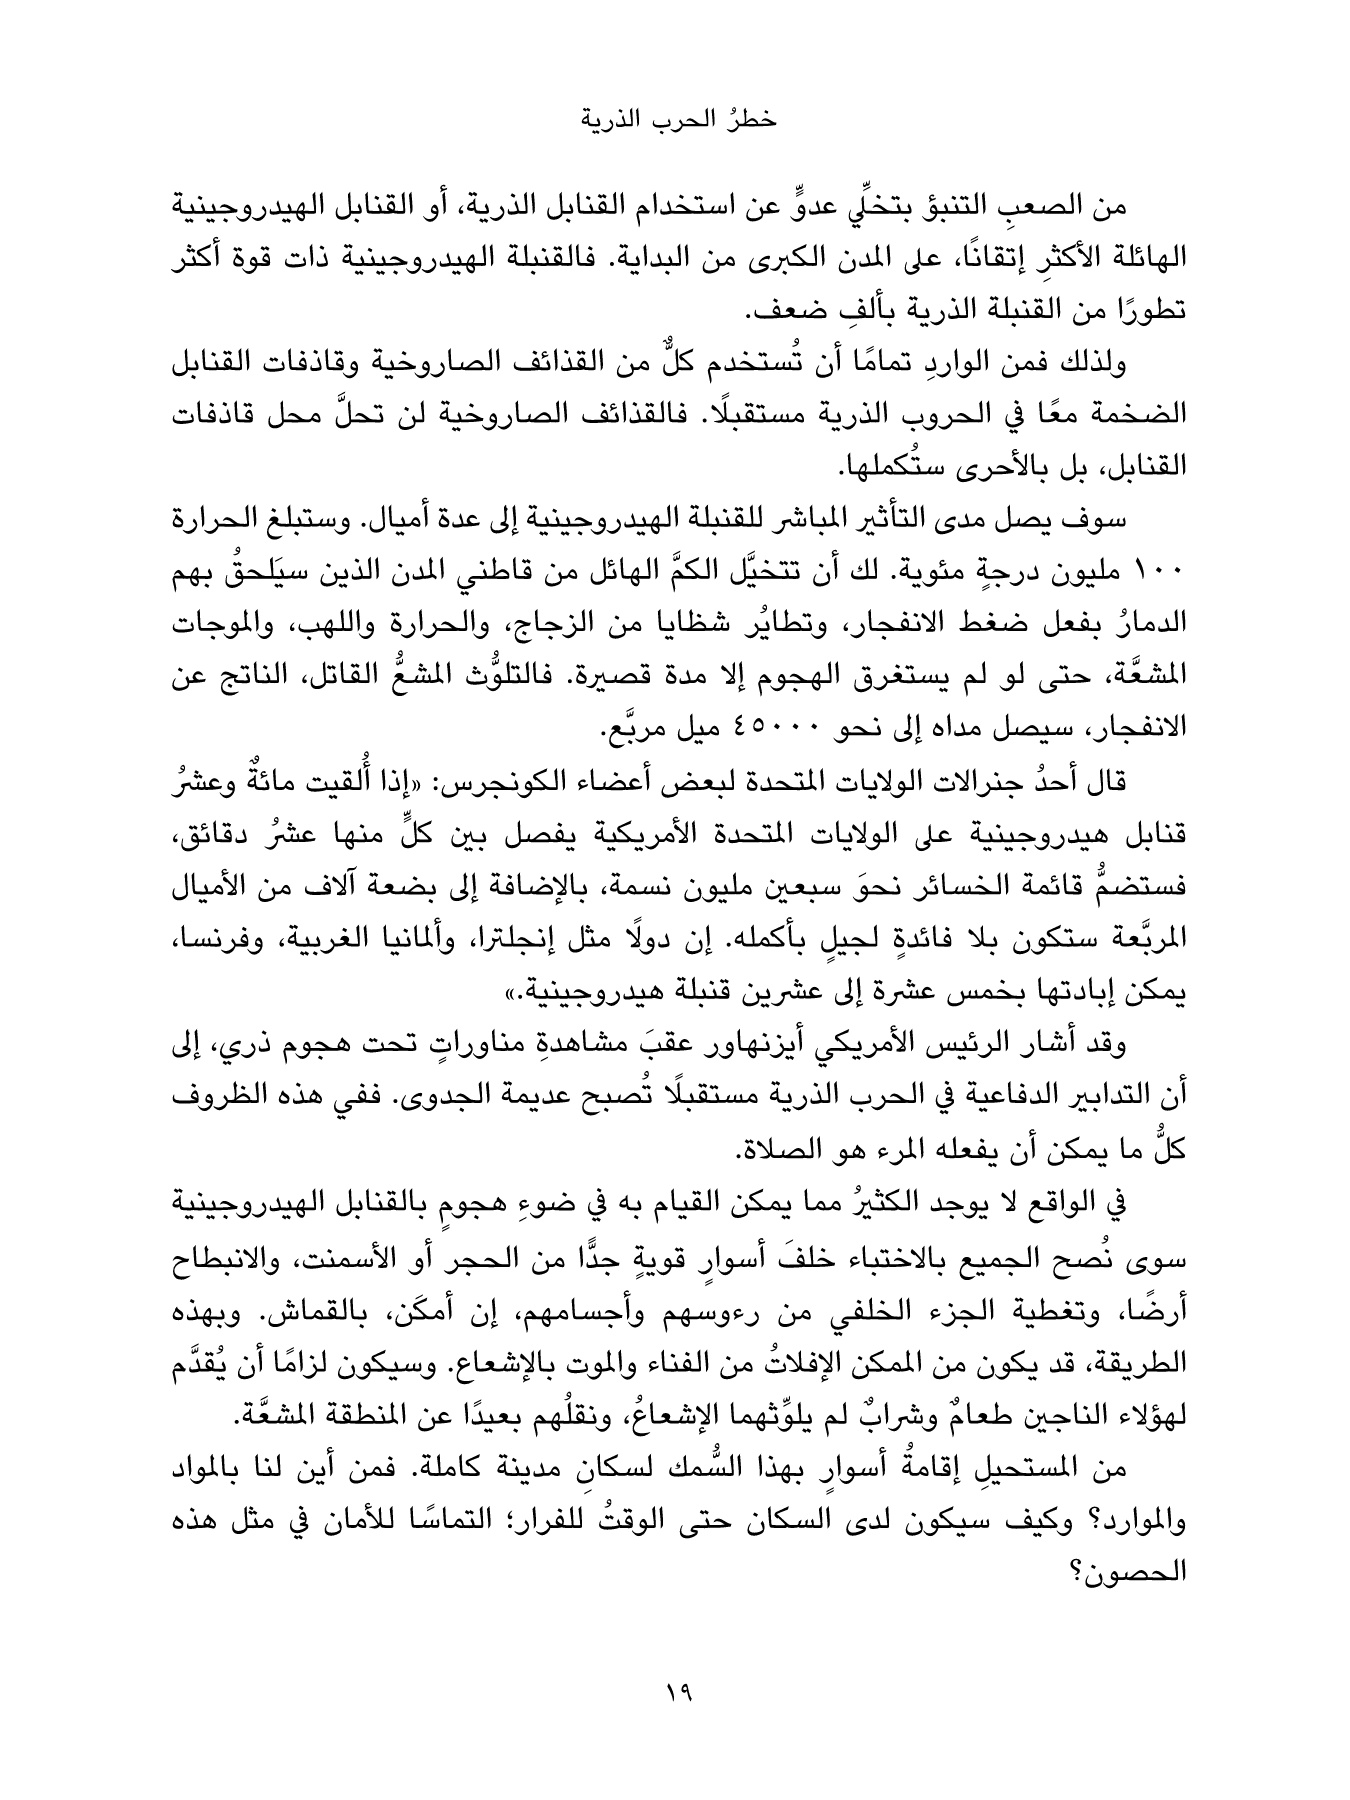 خطرُ الحرب الذرية
من الصعبِ التنبؤ بتخلِّي عدوٍّ عن استخدام القنابل الذرية، أو القنابل الهيدروجينية
الهائلة الأكثرِ إتقانًا، على المدن الكبرى من البداية. فالقنبلة الهيدروجينية ذات قوة أكثر
تطورًا من القنبلة الذرية بألفِ ضعف.
ولذلك فمن الواردِ تمامًا أن تُستخدم كلٌّ من القذائف الصاروخية وقاذفات القنابل
الضخمة معًا في الحروب الذرية مستقبلًا. فالقذائف الصاروخية لن تحلَّ محل قاذفات
القنابل، بل بالأحرى ستُكملها.
سوف يصل مدى التأثير المباشر للقنبلة الهيدروجينية إلى عدة أميال. وستبلغ الحرارة
١٠٠ مليون درجةٍ مئوية. لك أن تتخيَّل الكمَّ الهائل من قاطني المدن الذين سيَلحقُ بهم
الدمارُ بفعل ضغط الانفجار، وتطايُر شظايا من الزجاج، والحرارة واللهب، والموجات
المشعَّة، حتى لو لم يستغرق الهجوم إلا مدة قصيرة. فالتلوُّث المشعُّ القاتل، الناتج عن
الانفجار، سيصل مداه إلى نحو ٤٥٠٠٠ ميل مربَّع.
قال أحدُ جنرالات الولايات المتحدة لبعض أعضاء الكونجرس: «إذا أُلقيت مائةٌ وعشرُ
قنابل هيدروجينية على الولايات المتحدة الأمريكية يفصل بين كلٍّ منها عشرُ دقائق،
فستضمُّ قائمة الخسائر نحوَ سبعين مليون نسمة، بالإضافة إلى بضعة آلاف من الأميال
المربَّعة ستكون بلا فائدةٍ لجيلٍ بأكمله. إن دولًا مثل إنجلترا، وألمانيا الغربية، وفرنسا،
يمكن إبادتها بخمس عشرة إلى عشرين قنبلة هيدروجينية.»
وقد أشار الرئيس الأمريكي أيزنهاور عقبَ مشاهدةِ مناوراتٍ تحت هجوم ذري، إلى
أن التدابير الدفاعية في الحرب الذرية مستقبلًا تُصبح عديمة الجدوى. ففي هذه الظروف
كلُّ ما يمكن أن يفعله المرء هو الصلاة.
في الواقع لا يوجد الكثيرُ مما يمكن القيام به في ضوءِ هجومٍ بالقنابل الهيدروجينية
سوى نُصح الجميع بالاختباء خلفَ أسوارٍ قويةٍ جدًّا من الحجر أو الأسمنت، والانبطاح
أرضًا، وتغطية الجزء الخلفي من رءوسهم وأجسامهم، إن أمكَن، بالقماش. وبهذه
الطريقة، قد يكون من الممكن الإفلاتُ من الفناء والموت بالإشعاع. وسيكون لزامًا أن يُقدَّم
لهؤلاء الناجين طعامٌ وشرابٌ لم يلوِّثهما الإشعاعُ، ونقلُهم بعيدًا عن المنطقة المشعَّة.
من المستحيلِ إقامةُ أسوارٍ بهذا السُّمك لسكانِ مدينة كاملة. فمن أين لنا بالمواد
والموارد؟ وكيف سيكون لدى السكان حتى الوقتُ للفرار؛ التماسًا للأمان في مثل هذه
الحصون؟
١٩